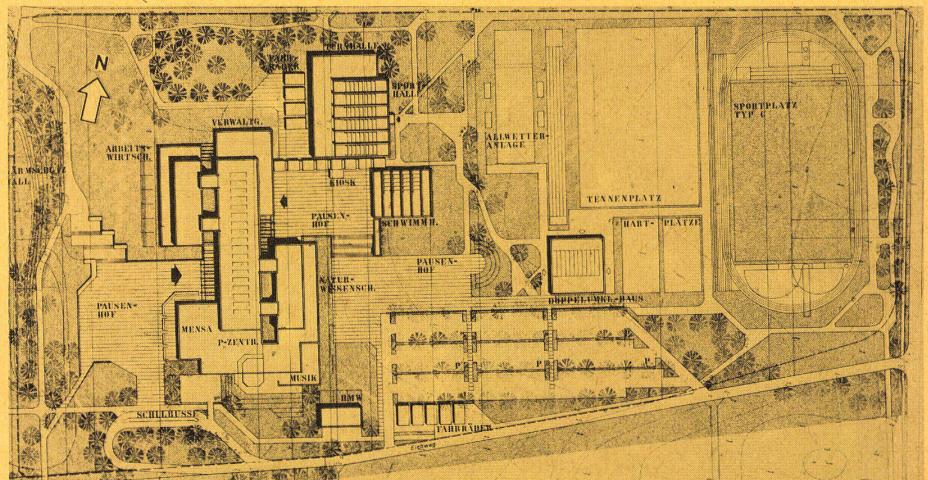 N
VERWALTG.
ARBEITS-
WIRTSCH.
SPORT-
HALLE
KIOSK
PAUSEN-
HOF
SCHWIMMH.
ALLWETTER-
ANLAGE
TENNENPLATZ
HART-
PLÄTZE
SPORTPLATZ
TYP C
PAUSEN-
HOF
NATUR-
WISSENSCH.
DOPPELUMKL-HAUS
PAUSEN-
HOF
MENSA
P-ZENTR.
MUSIK
P
P
P
HMW
SCHULBUSSE
FAHRRÄDER